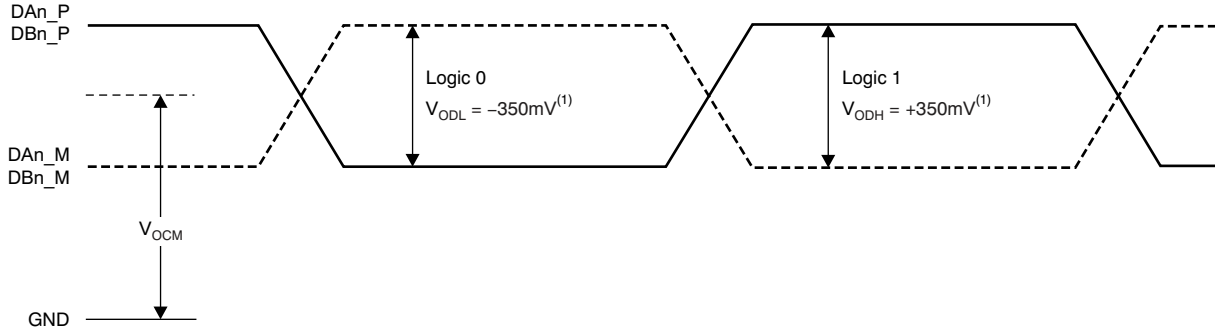 DAn_P
DBn_P
Logic 0
V_ODL = −350mV^(1)
Logic 1
V_ODH = +350mV^(1)
DAn_M
DBn_M
V_OCM
GND